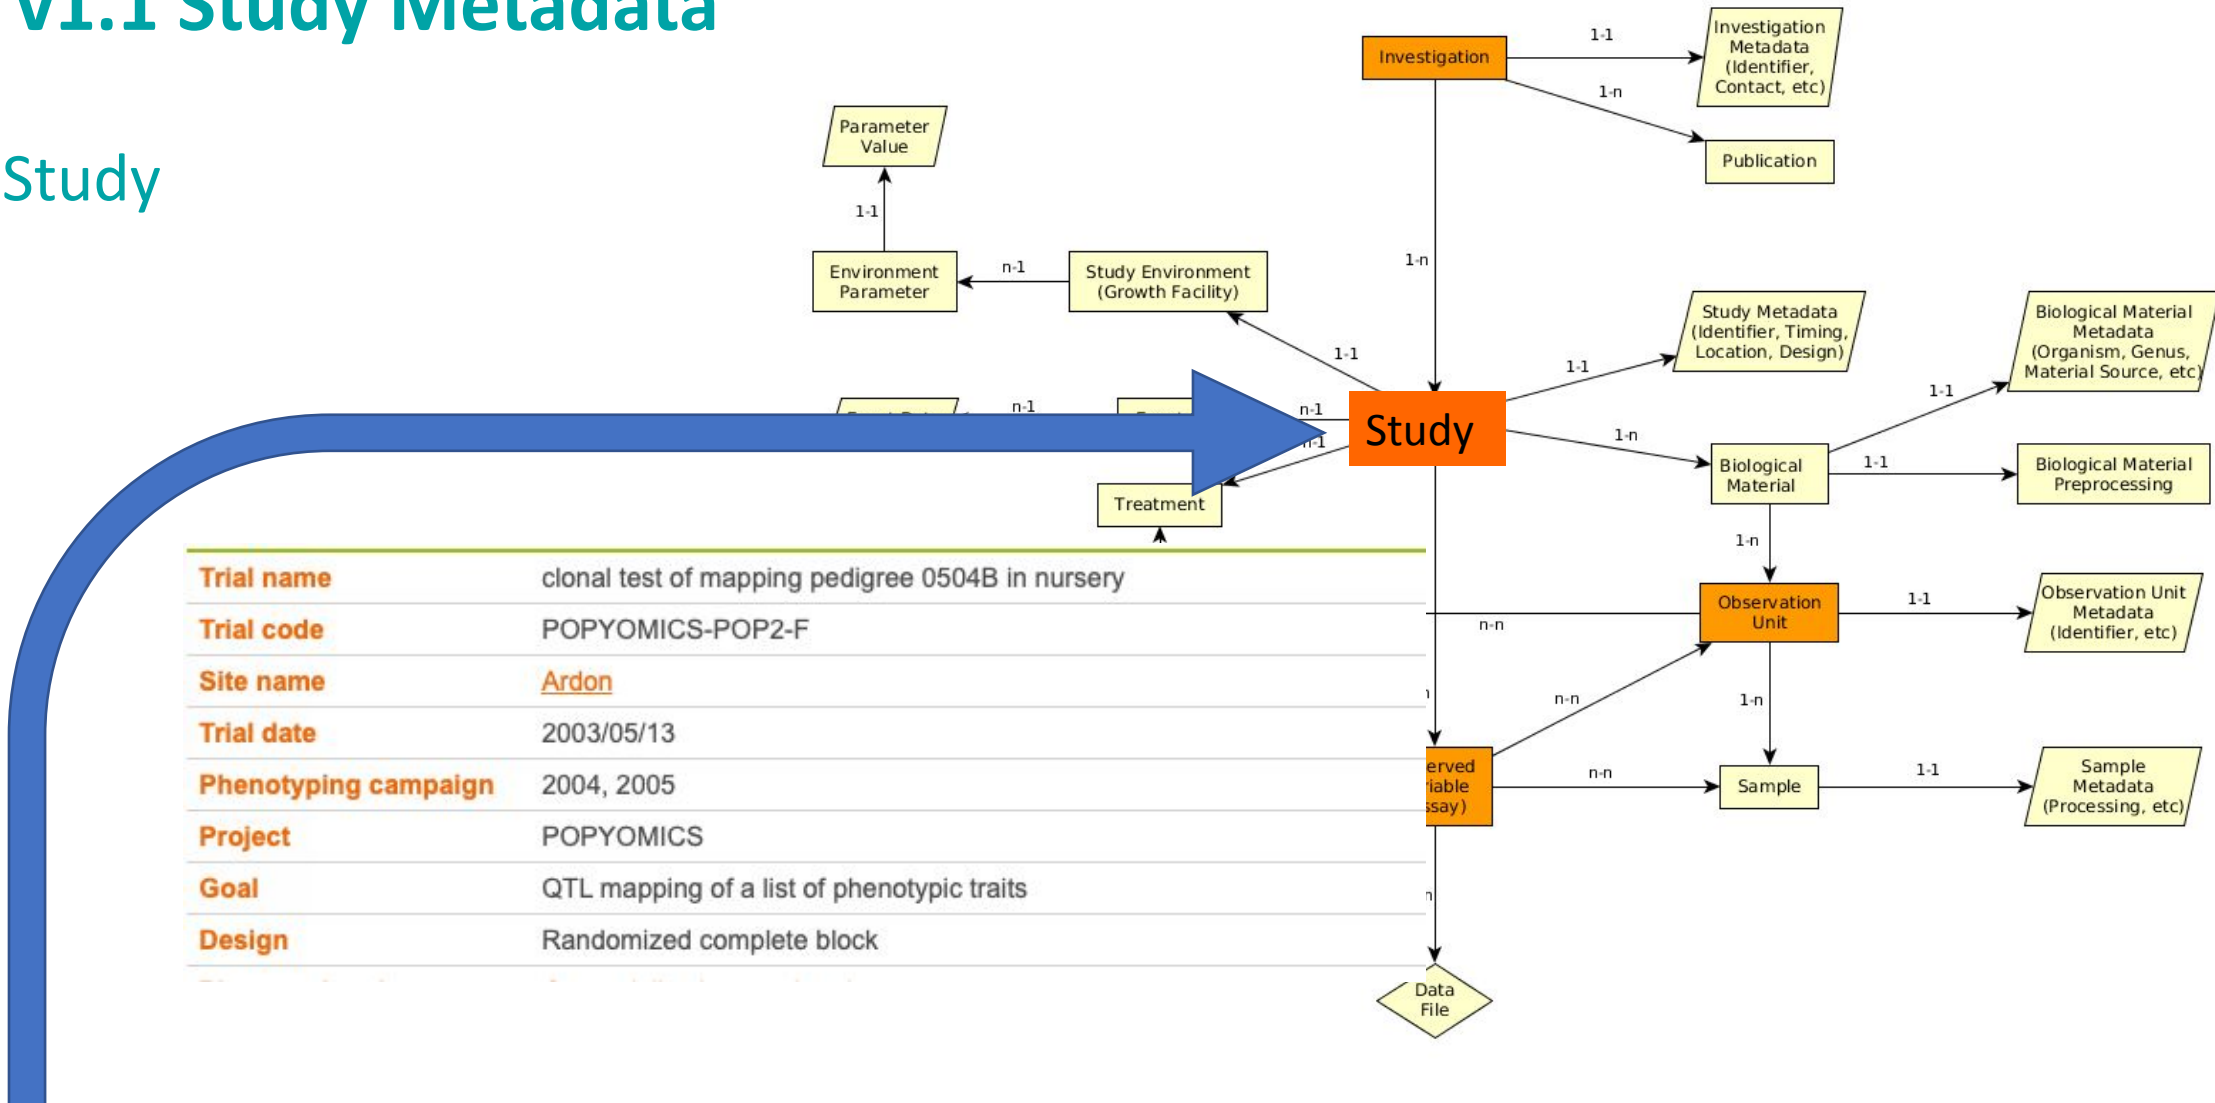 v1.1 Study Metadata
Study
Investigation
1-1
Investigation
Metadata
(Identifier,
Contact, etc)
1-n
Publication
Parameter
Value
1-1
Environment
Parameter
n-1
Study Environment
(Growth Facility)
1-n
1-1
Study Metadata
(Identifier, Timing,
Location, Design)
1-1
Biological Material
Metadata
(Organism, Genus,
Material Source, etc)
1-1
n-1
n-1
n-1
Study
1-n
Biological
Material
1-1
Biological Material
Preprocessing
Treatment
1-n
Trial name clonal test of mapping pedigree 0504B in nursery
Trial code POPYOMICS-POP2-F
Site name Ardon
Trial date 2003/05/13
Phenotyping campaign 2004, 2005
Project POPYOMICS
Goal QTL mapping of a list of phenotypic traits
Design Randomized complete block
Observation
Unit
1-1
Observation Unit
Metadata
(Identifier, etc)
n-n
n-n
1-n
n-n
Sample
1-1
Sample
Metadata
(Processing, etc)
Data
File